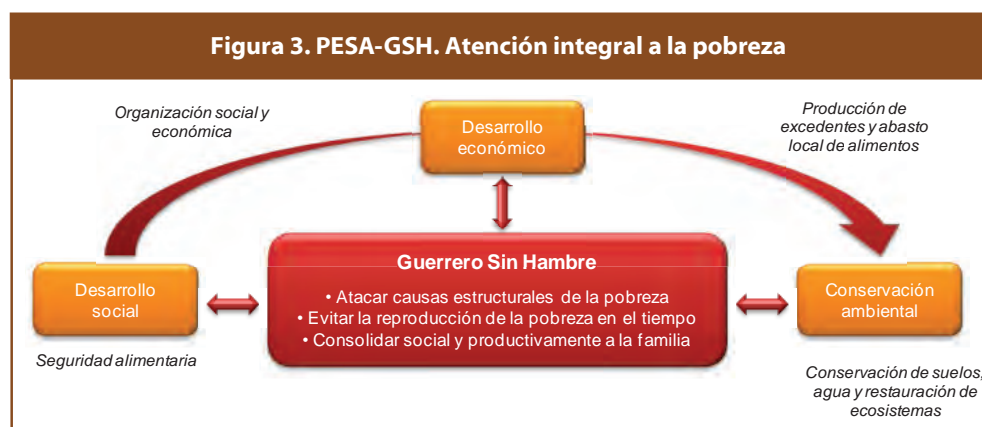 Figura 3. PESA-GSH. Atención integral a la pobreza
Organización social y
económica
Desarrollo
económico
Producción de
excedentes y abasto
local de alimentos
Guerrero Sin Hambre
• Atacar causas estructurales de la pobreza
• Evitar la reproducción de la pobreza en el tiempo
• Consolidar social y productivamente a la familia
Desarrollo
social
Seguridad alimentaria
Conservación
ambiental
Conservación de suelos,
agua y restauración de
ecosistemas